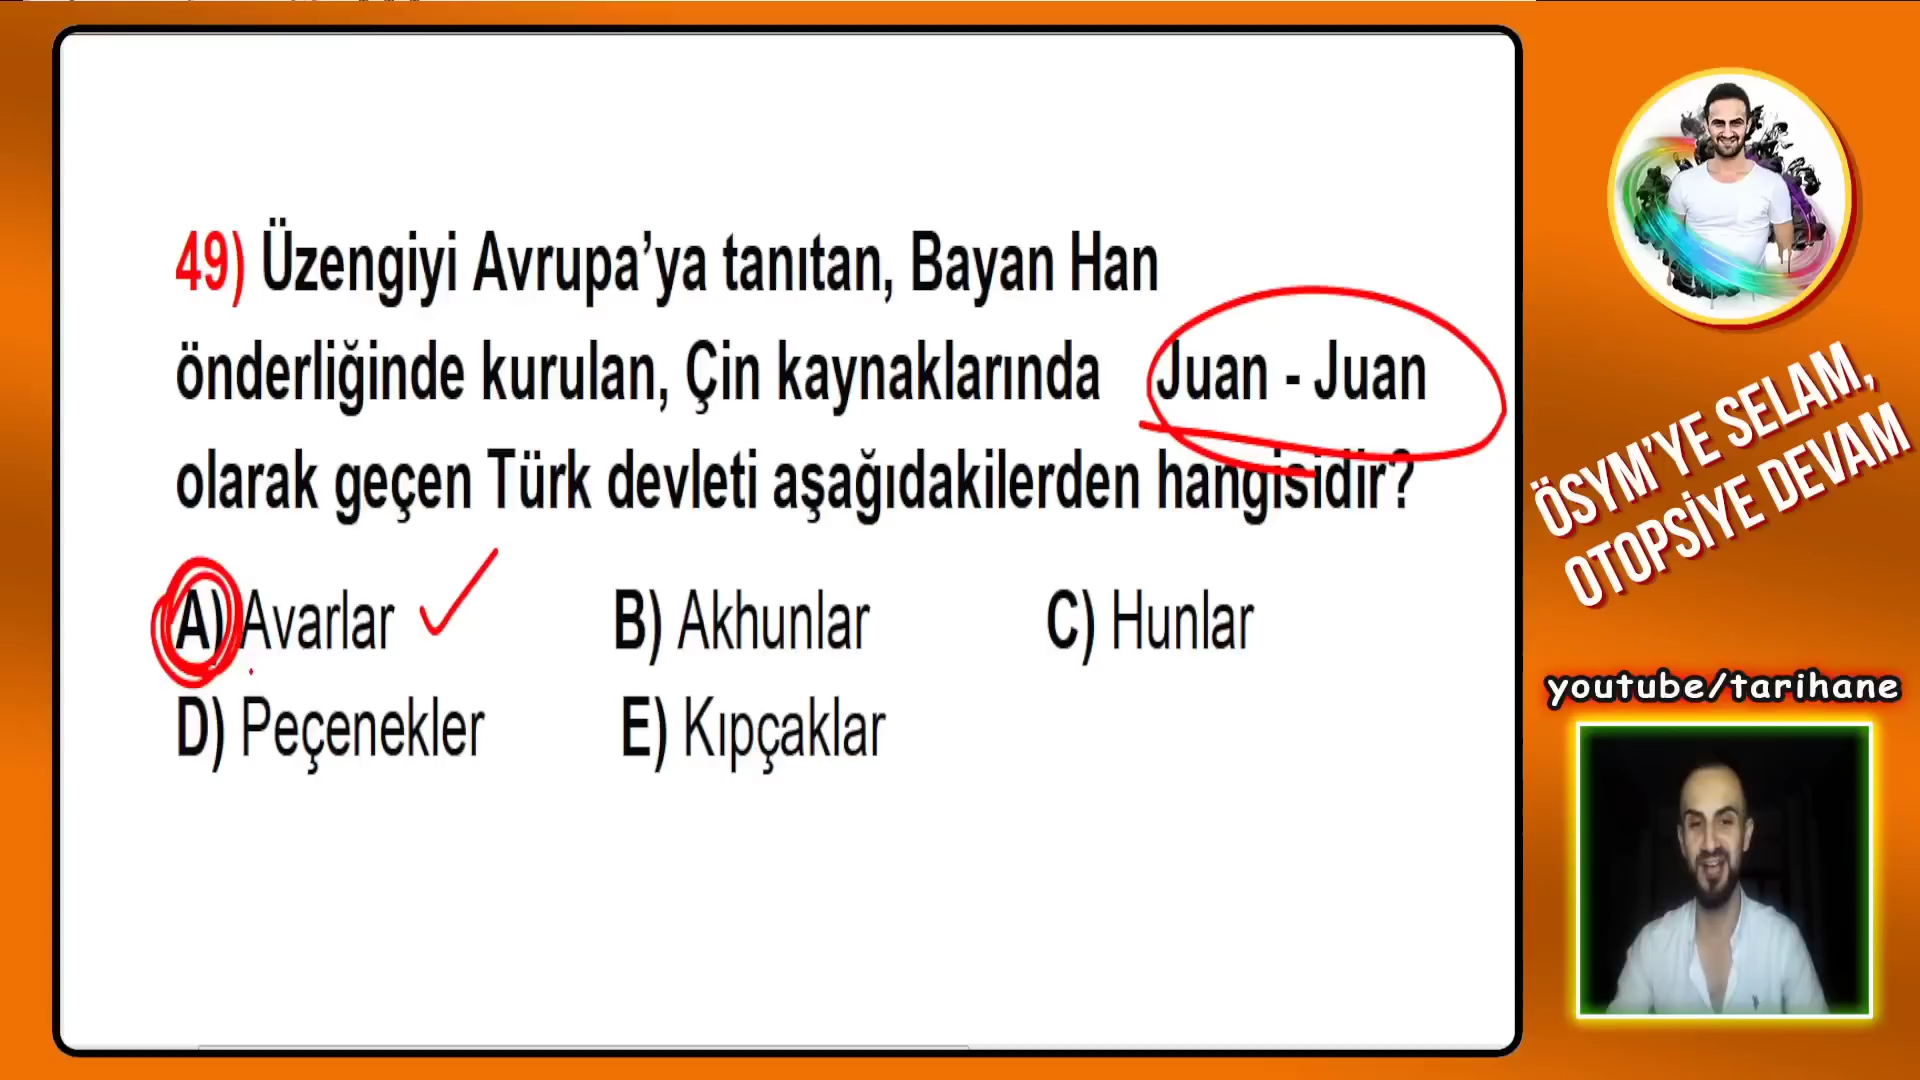 49) Üzengiyi Avrupa’ya tanıtan, Bayan Han
önderliğinde kurulan, Çin kaynaklarında Juan - Juan
olarak geçen Türk devleti aşağıdakilerden hangisidir?
A) Avarlar B) Akhunlar C) Hunlar
D) Peçenekler E) Kıpçaklar
ÖSYM’YE SELAM,
OTOPSİYE DEVAM
youtube/tarihane